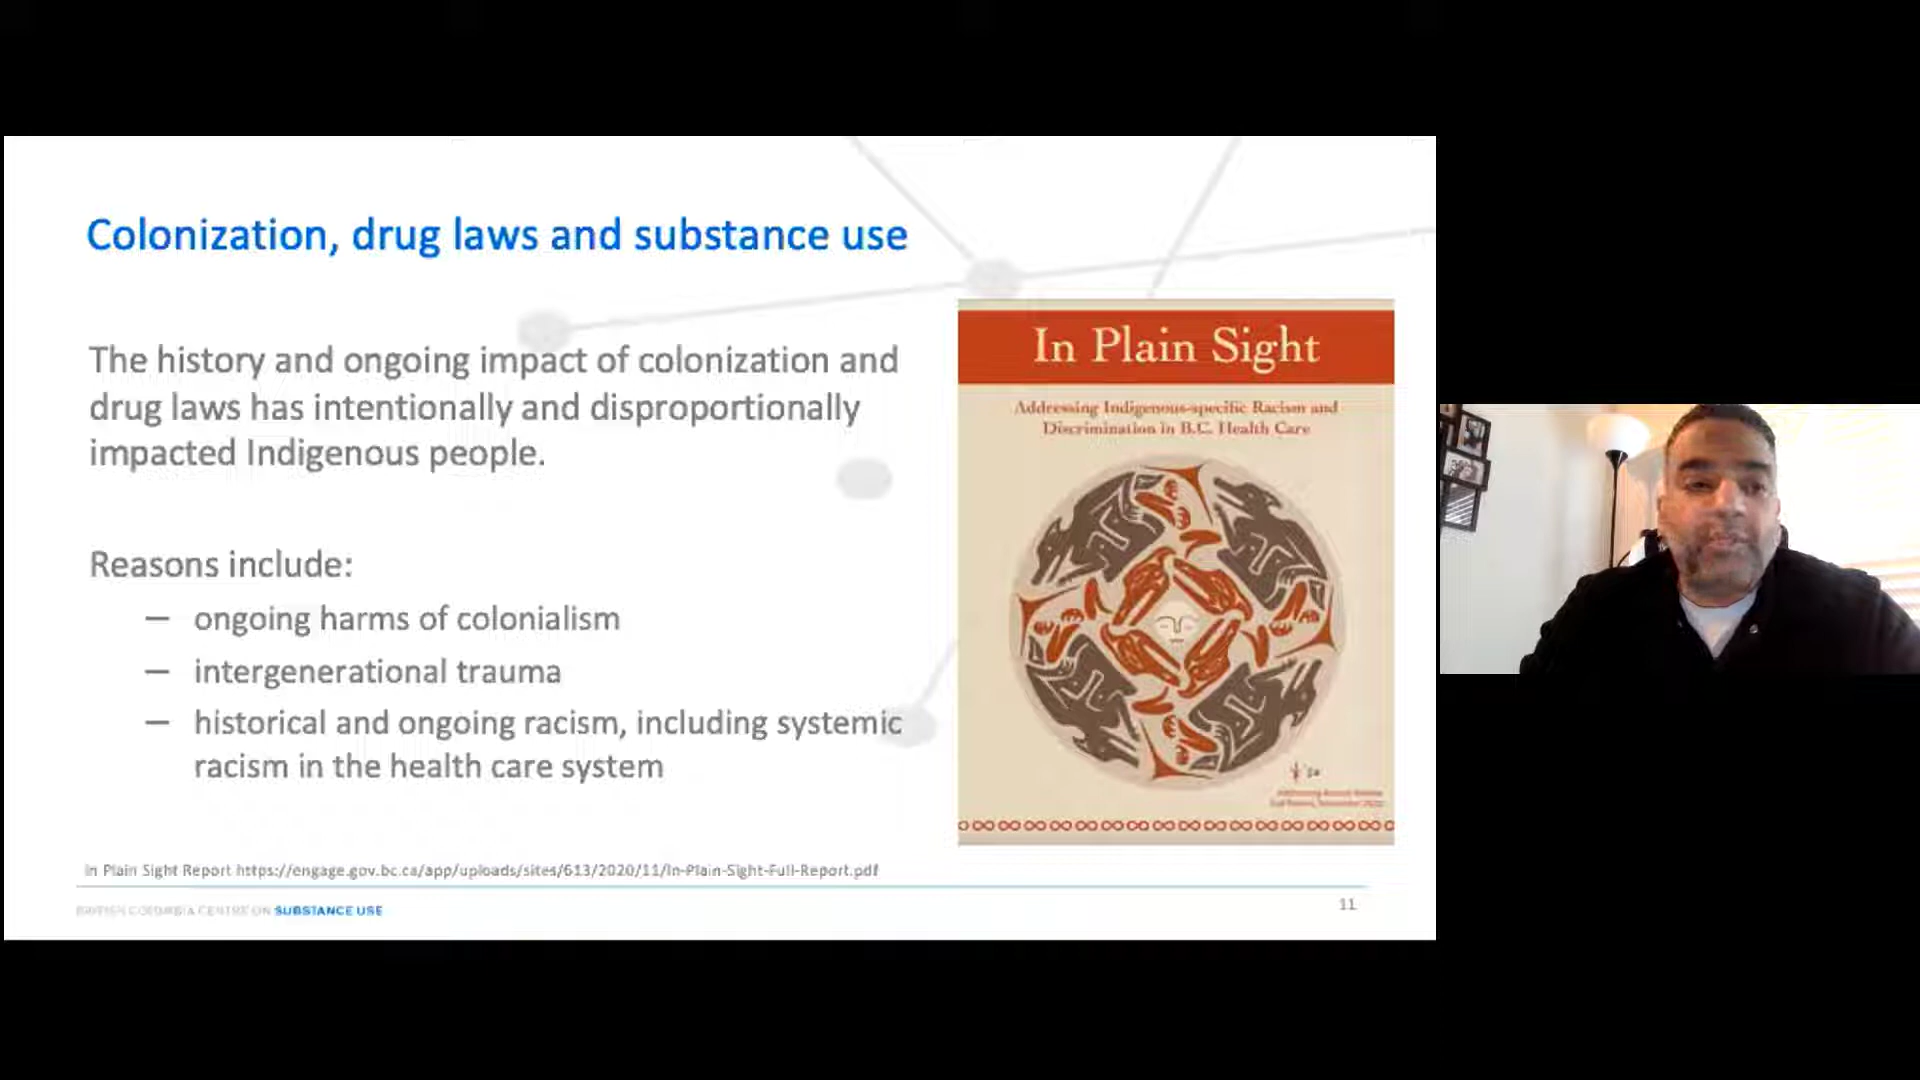 Colonization, drug laws and substance use
The history and ongoing impact of colonization and
drug laws has intentionally and disproportionally
impacted Indigenous people.
Reasons include:
— ongoing harms of colonialism
— intergenerational trauma
— historical and ongoing racism, including systemic
racism in the health care system
In Plain Sight
Addressing Indigenous-specific Racism and
Discrimination in B.C. Health Care
In Plain Sight Report https://engage.gov.bc.ca/app/uploads/sites/613/2020/11/In-Plain-Sight-Full-Report.pdf
BRITISH COLUMBIA CENTRE ON SUBSTANCE USE
11